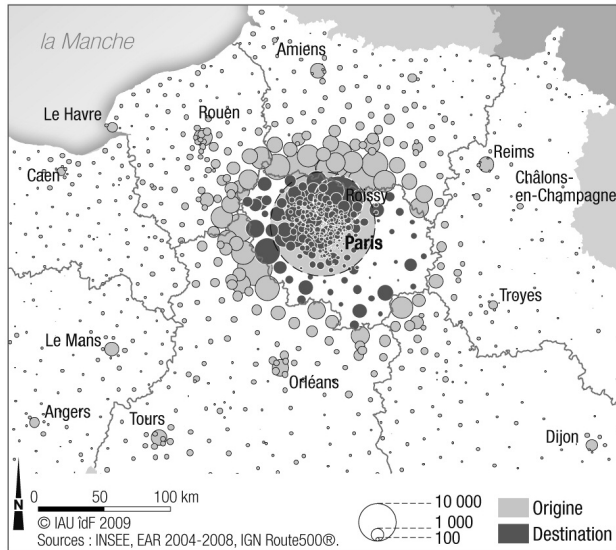 la Manche
Amiens
Le Havre
Rouen
Reims
Caen
Roissy
Châlons-
en-Champagne
Paris
Troyes
Le Mans
Orléans
Angers
Tours
Dijon
N
0 50 100 km
© IAU îdF 2009
Sources : INSEE, EAR 2004-2008, IGN Route500®.
10 000
1 000
100
Origine
Destination